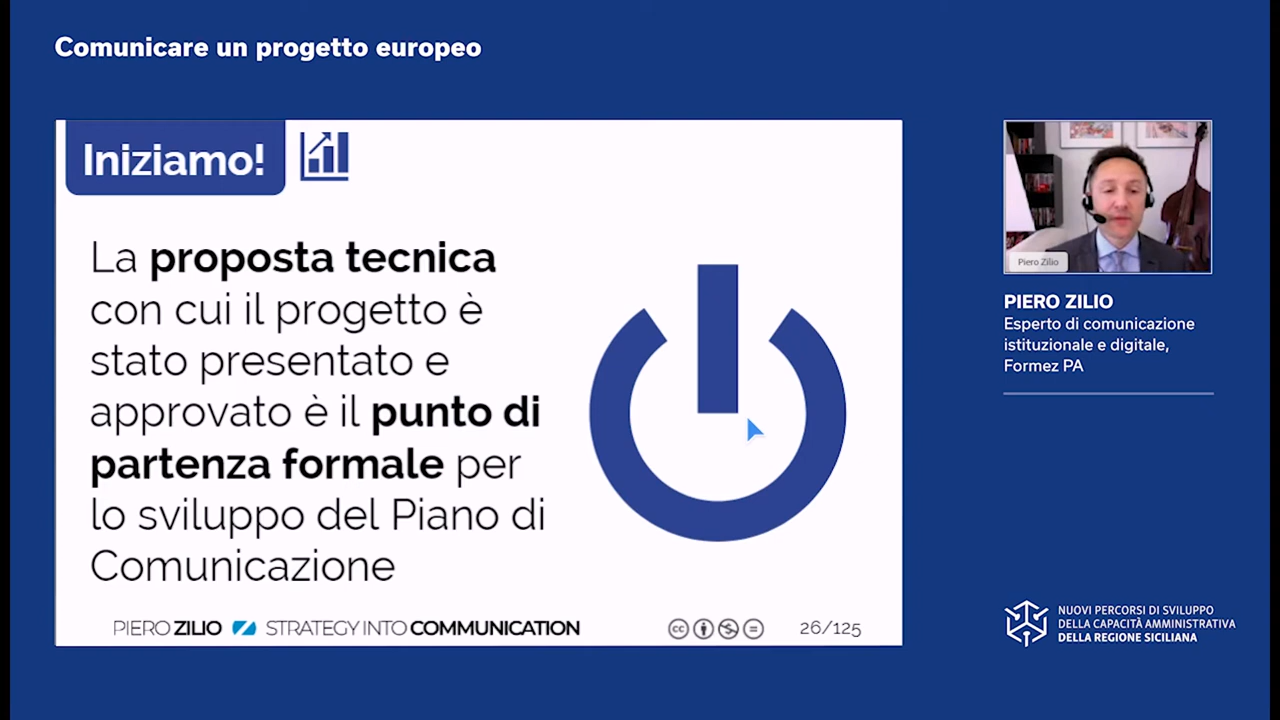 Comunicare un progetto europeo
Iniziamo!
La proposta tecnica
con cui il progetto è
stato presentato e
approvato è il punto di
partenza formale per
lo sviluppo del Piano di
Comunicazione
PIERO ZILIO STRATEGY INTO COMMUNICATION
cc
26/125
Piero Zilio
PIERO ZILIO
Esperto di comunicazione
istituzionale e digitale,
Formez PA
NUOVI PERCORSI DI SVILUPPO
DELLA CAPACITÀ AMMINISTRATIVA
DELLA REGIONE SICILIANA